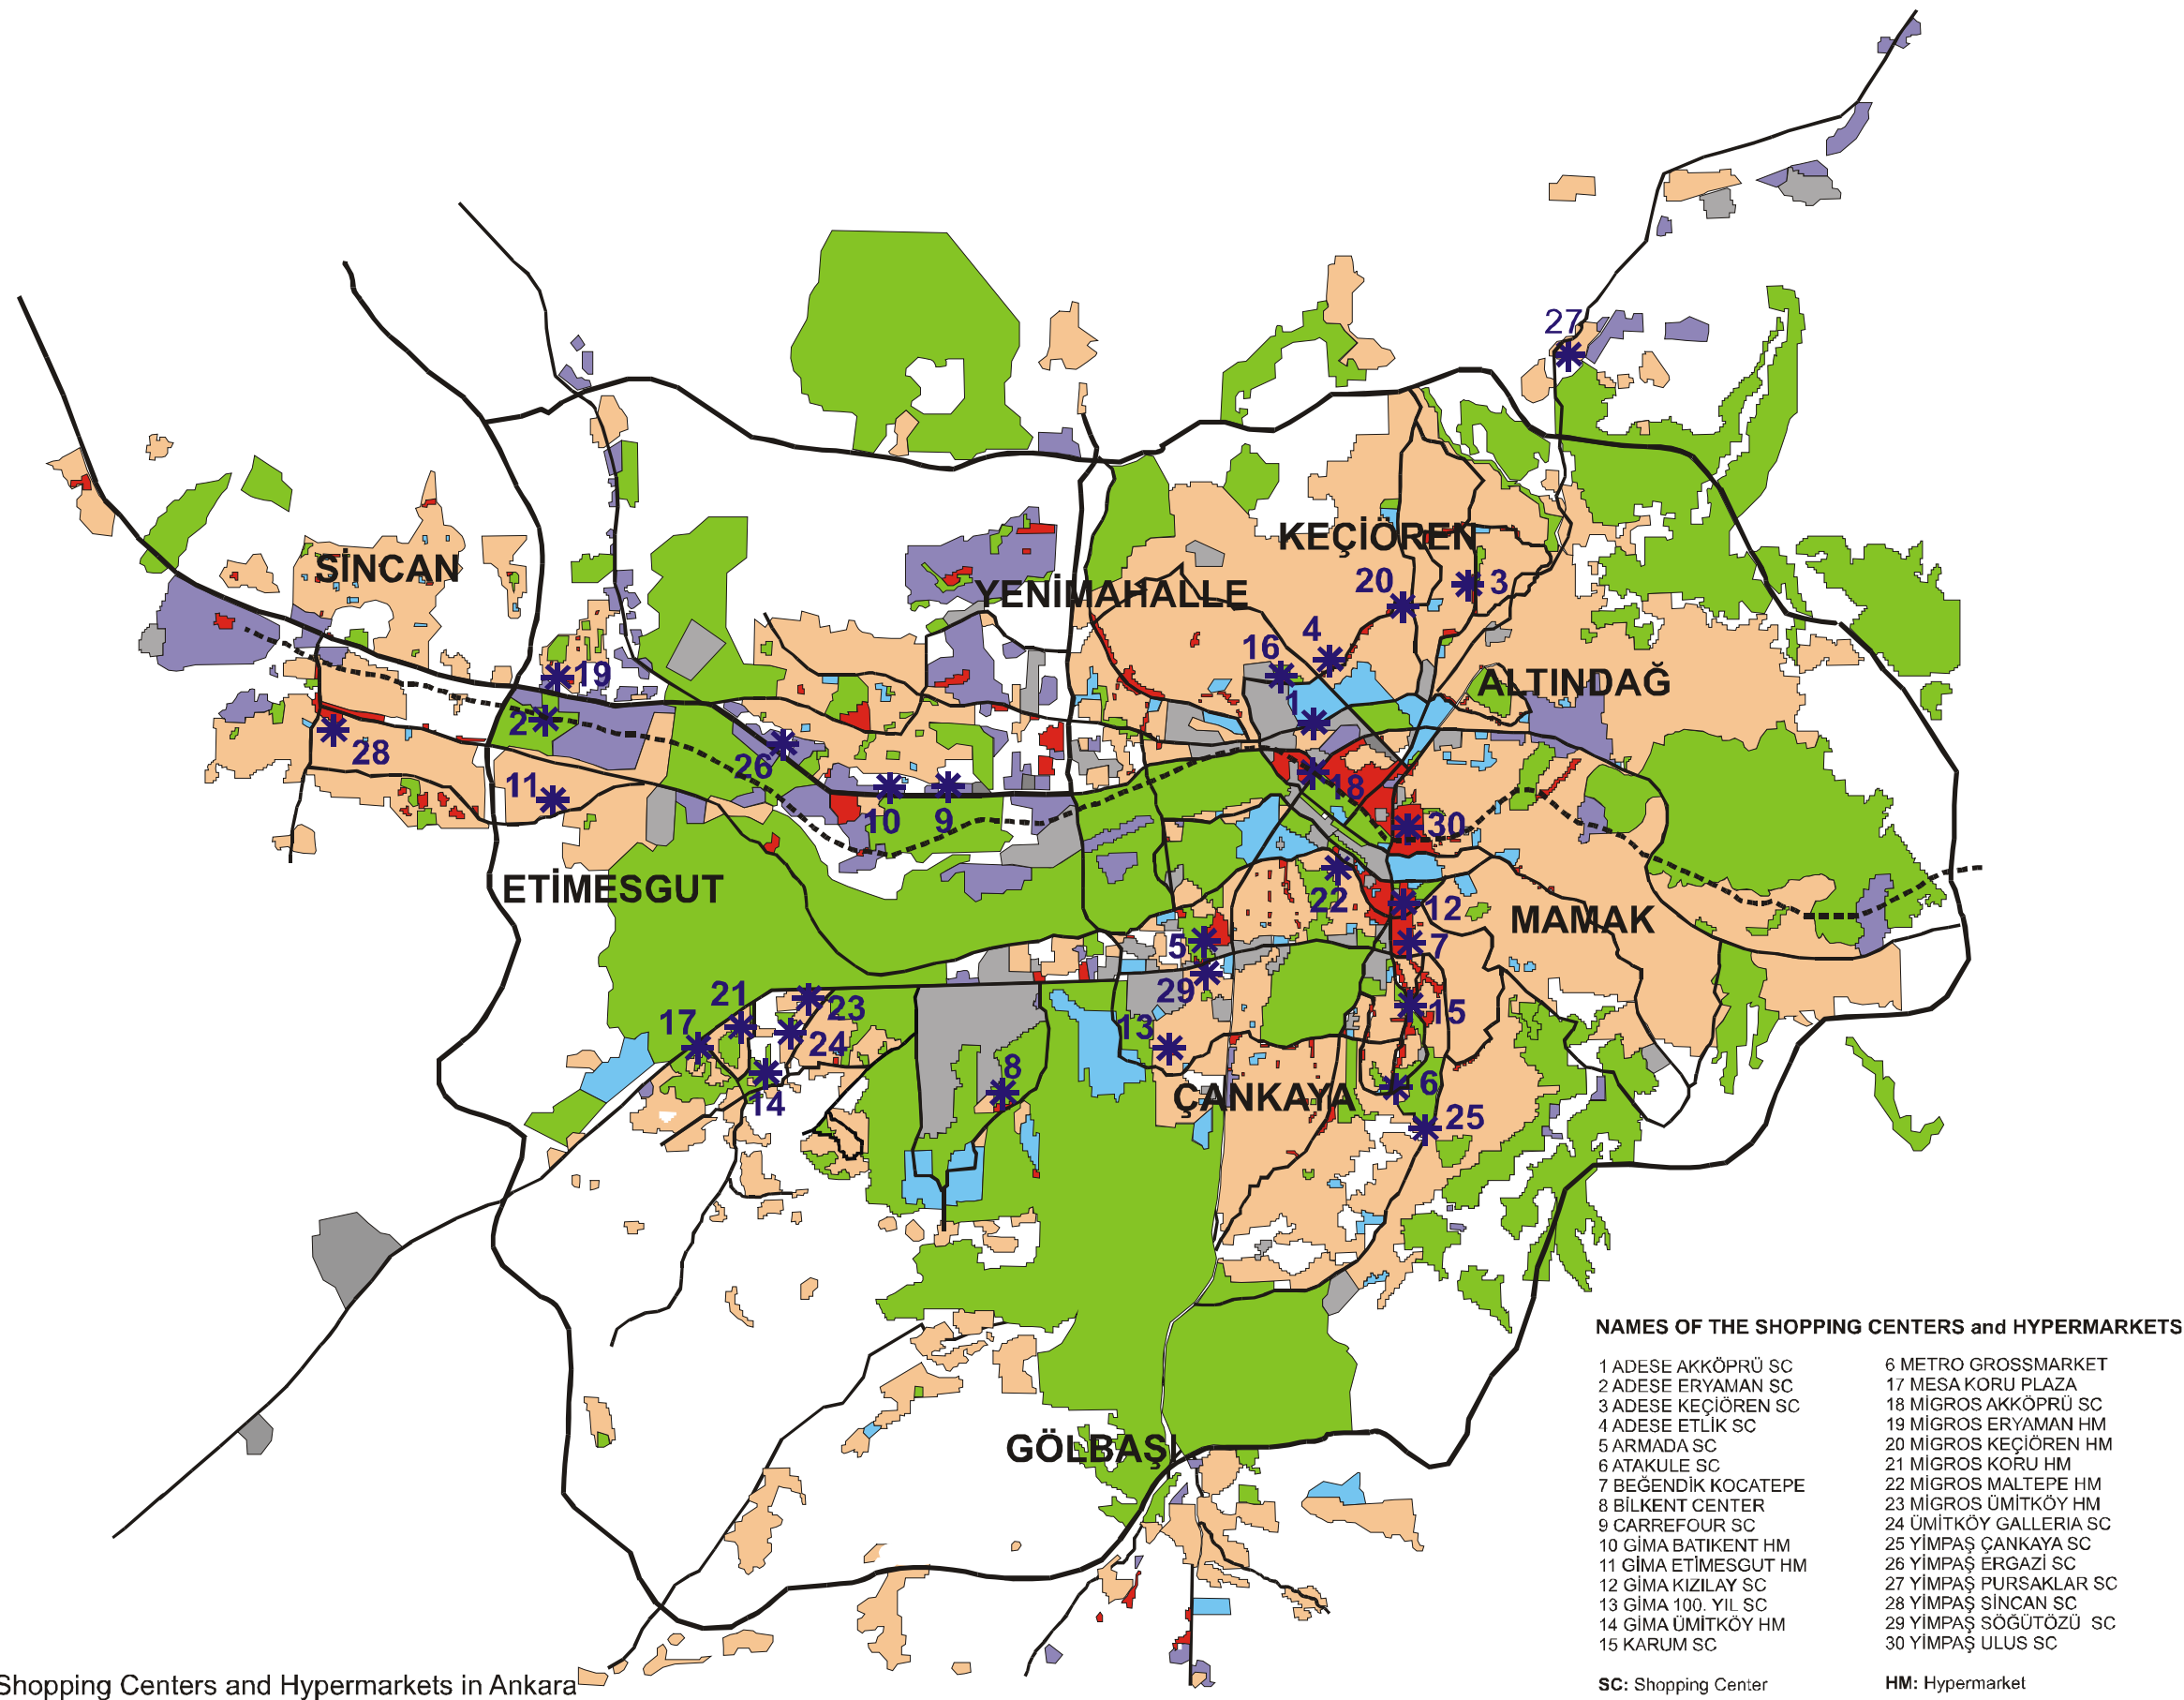 27
KEÇİÖREN
SİNCAN
20
3
YENİMAHALLE
4
16
19
ALTINDAĞ
1
2
28
26
18
11
10
9
30
ETİMESGUT
22
12
MAMAK
5
7
29
21
23
15
17
13
24
8
6
14
ÇANKAYA
25
GÖLBAŞI
NAMES OF THE SHOPPING CENTERS and HYPERMARKETS
1 ADESE AKKÖPRÜ SC
2 ADESE ERYAMAN SC
3 ADESE KEÇİÖREN SC
4 ADESE ETLİK SC
5 ARMADA SC
6 ATAKULE SC
7 BEĞENDİK KOCATEPE
8 BİLKENT CENTER
9 CARREFOUR SC
10 GİMA BATIKENT HM
11 GİMA ETİMESGUT HM
12 GİMA KIZILAY SC
13 GİMA 100. YIL SC
14 GİMA ÜMİTKÖY HM
15 KARUM SC
6 METRO GROSSMARKET
17 MESA KORU PLAZA
18 MİGROS AKKÖPRÜ SC
19 MİGROS ERYAMAN HM
20 MİGROS KEÇİÖREN HM
21 MİGROS KORU HM
22 MİGROS MALTEPE HM
23 MİGROS ÜMİTKÖY HM
24 ÜMİTKÖY GALLERIA SC
25 YİMPAŞ ÇANKAYA SC
26 YİMPAŞ ERGAZİ SC
27 YİMPAŞ PURSAKLAR SC
28 YİMPAŞ SİNCAN SC
29 YİMPAŞ SÖĞÜTÖZÜ SC
30 YİMPAŞ ULUS SC
SC: Shopping Center
HM: Hypermarket
Shopping Centers and Hypermarkets in Ankara